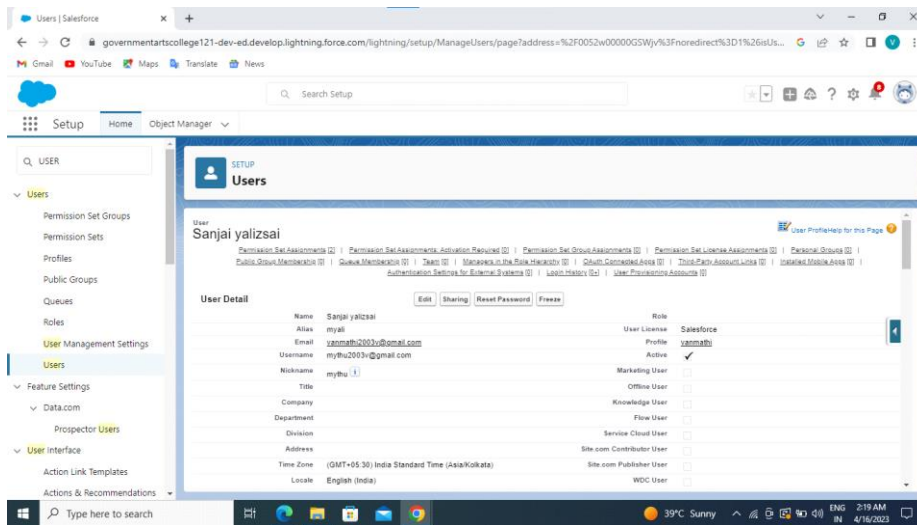 Users | Salesforce
governmentartscollege121-dev-ed.develop.lightning.force.com/lightning/setup/ManageUsers/page?address=%2F0052w00000GSWjv%3Fnoredirect%3D1%26isUs...
Gmail YouTube Maps Translate News
Search Setup
Setup Home Object Manager
USER
Users
Permission Set Groups
Permission Sets
Profiles
Public Groups
Queues
Roles
User Management Settings
Users
Feature Settings
Data.com
Prospector Users
User Interface
Action Link Templates
Actions & Recommendations
SETUP
Users
User
Sanjai yalizsai
User Profile Help for this Page
Permission Set Assignments [2] | Permission Set Assignments: Activation Required [0] | Permission Set Group Assignments [0] | Permission Set License Assignments [0] | Personal Groups [0] |
Public Group Membership [0] | Queue Membership [0] | Team [0] | Managers in the Role Hierarchy [0] | OAuth Connected Apps [0] | Third-Party Account Links [0] | Installed Mobile Apps [0] |
Authentication Settings for External Systems [0] | Login History [0+] | User Provisioning Accounts [0]
User Detail Edit Sharing Reset Password Freeze
Name Sanjai yalizsai Role
Alias myali User License Salesforce
Email vanmathi2003v@gmail.com Profile vanmathi
Username mythu2003v@gmail.com Active
Nickname mythu Marketing User
Title Offline User
Company Knowledge User
Department Flow User
Division Service Cloud User
Address Site.com Contributor User
Time Zone (GMT+05:30) India Standard Time (Asia/Kolkata) Site.com Publisher User
Locale English (India) WDC User
Type here to search
39°C Sunny
ENG
IN
2:19 AM
4/16/2023